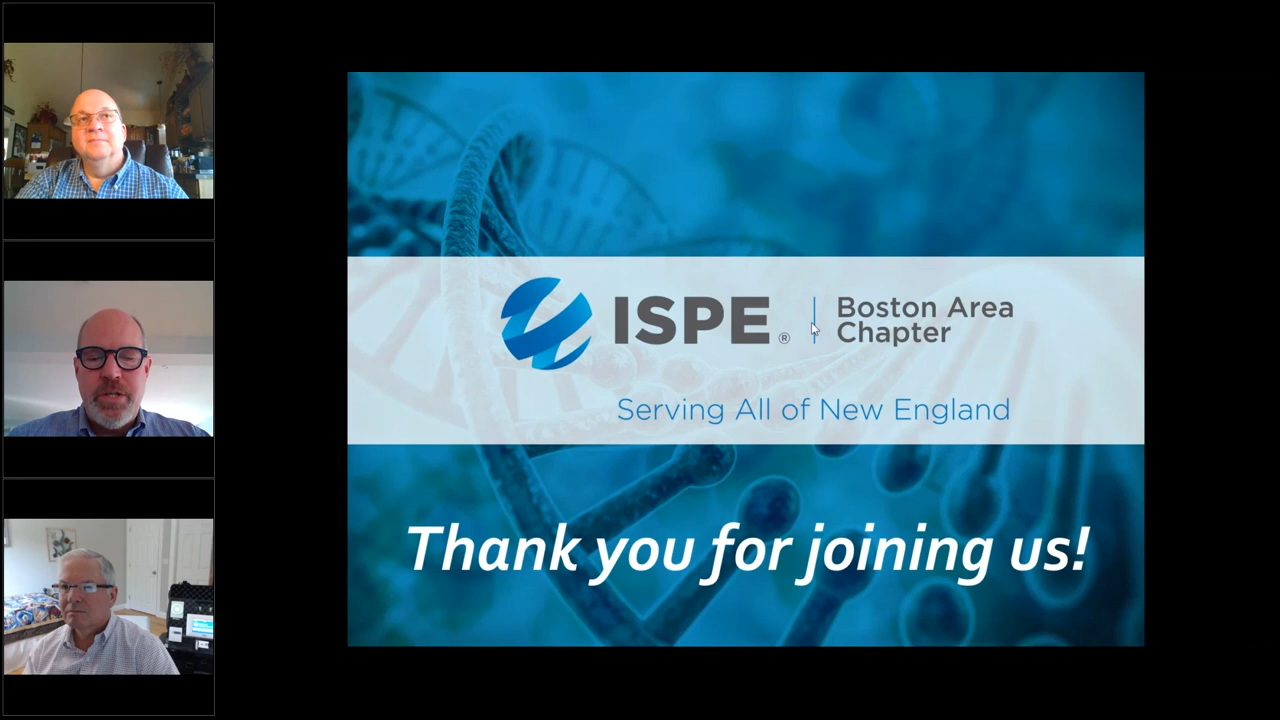 ISPE®
Boston Area
Chapter
Serving All of New England
Thank you for joining us!